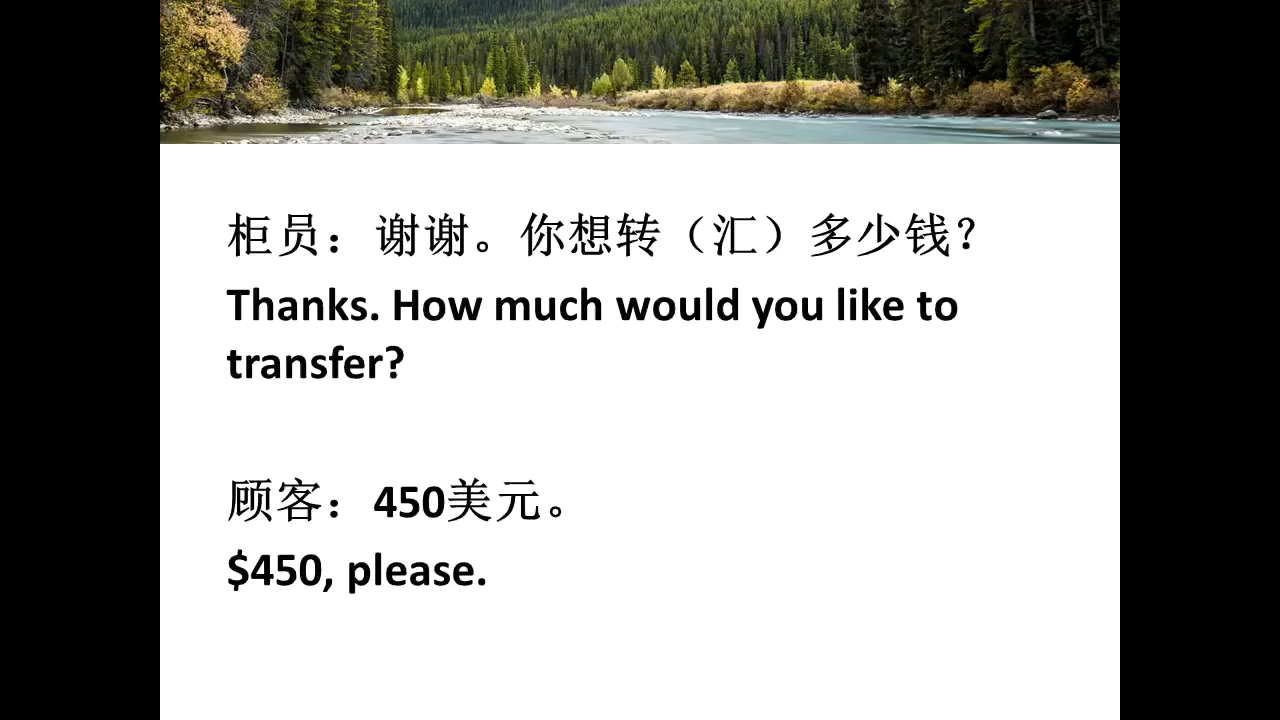 柜员：谢谢。你想转（汇）多少钱？
Thanks. How much would you like to
transfer?
顾客：450美元。
$450, please.